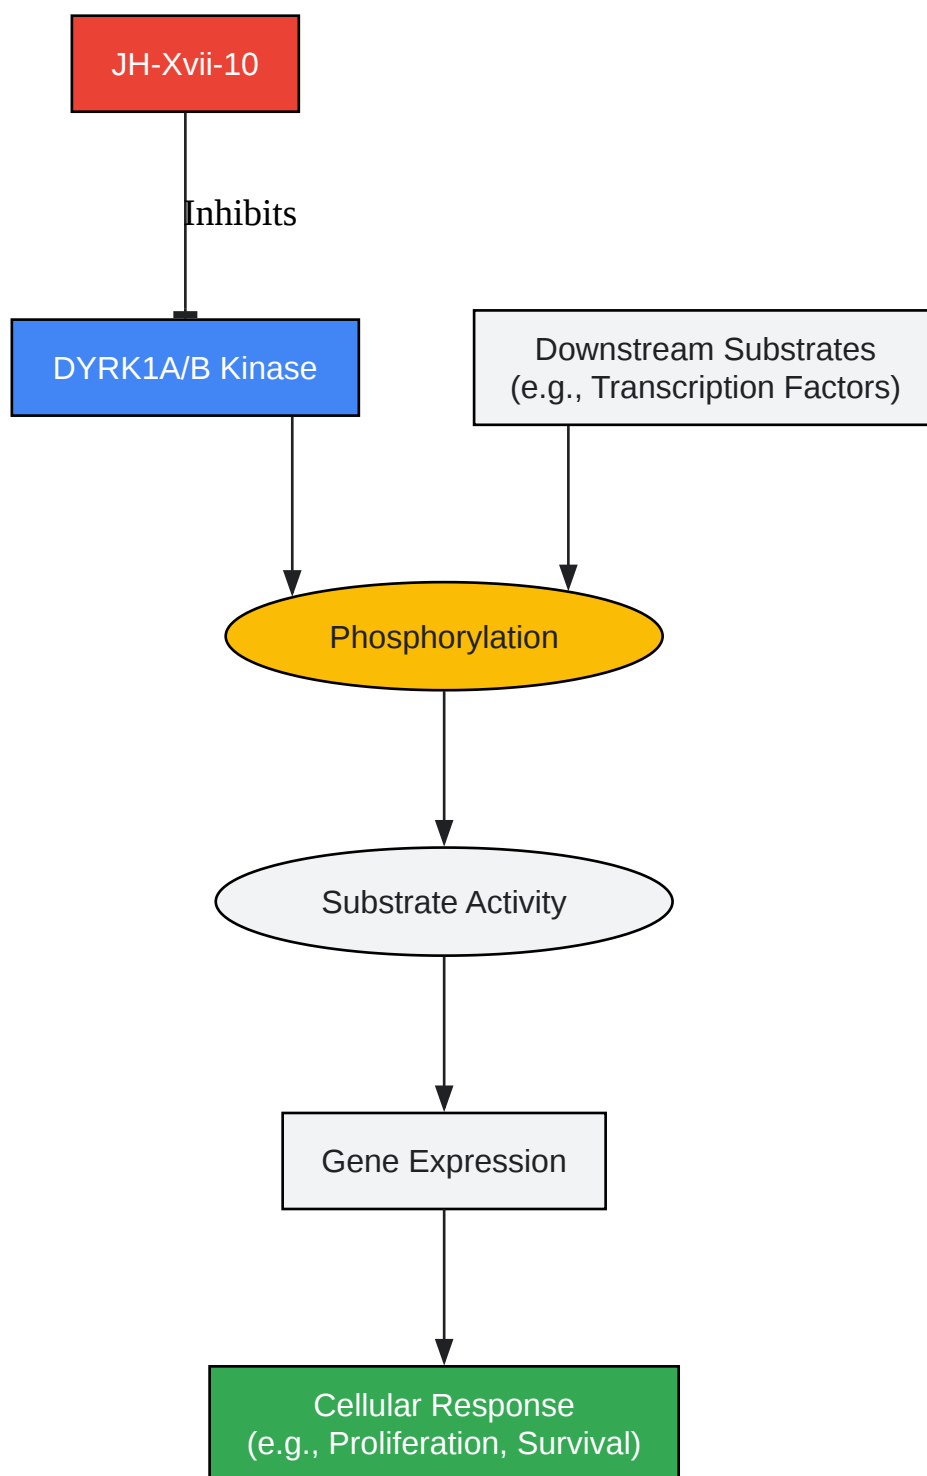 JH-Xvii-10
Inhibits
DYRK1A/B Kinase
Downstream Substrates
(e.g., Transcription Factors)
Phosphorylation
Substrate Activity
Gene Expression
Cellular Response
(e.g., Proliferation, Survival)